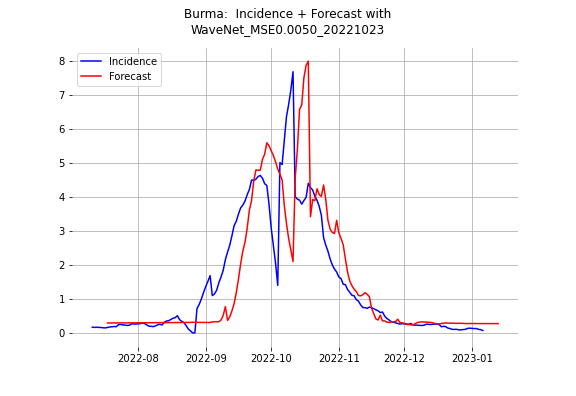 Burma:  Incidence + Forecast with
WaveNet_MSE0.0050_20221023
Incidence
Forecast
8
7
6
5
4
3
2
1
0
2022-08 2022-09 2022-10 2022-11 2022-12 2023-01